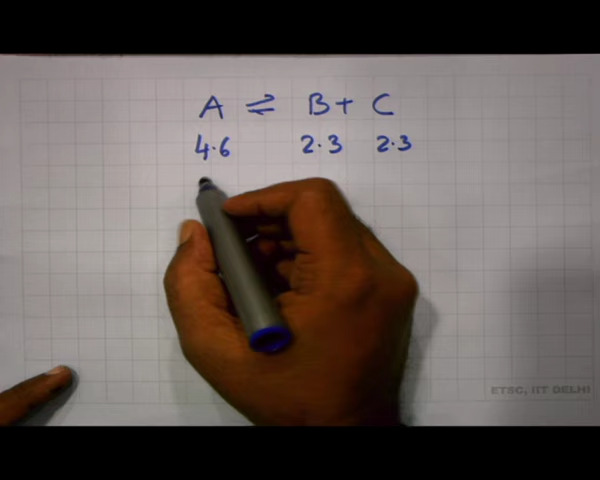 A ⇌ B + C
4.6 2.3 2.3
ETSC, IIT DELHI